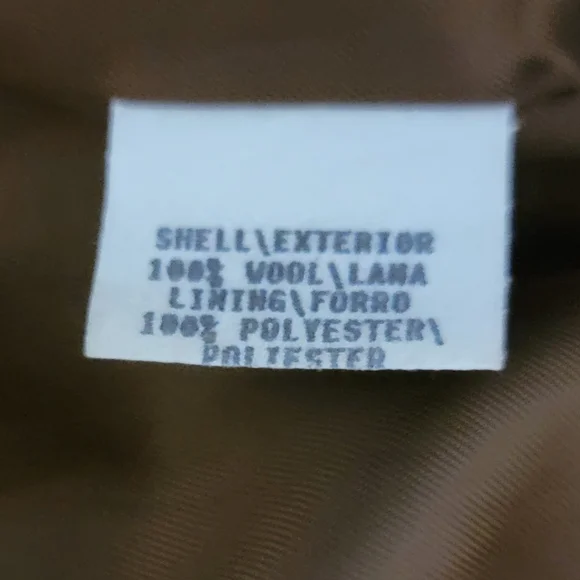 SHELL\EXTERIOR
100% WOOL\LANA
LINING\FORRO
100% POLYESTER\
POLIESTER